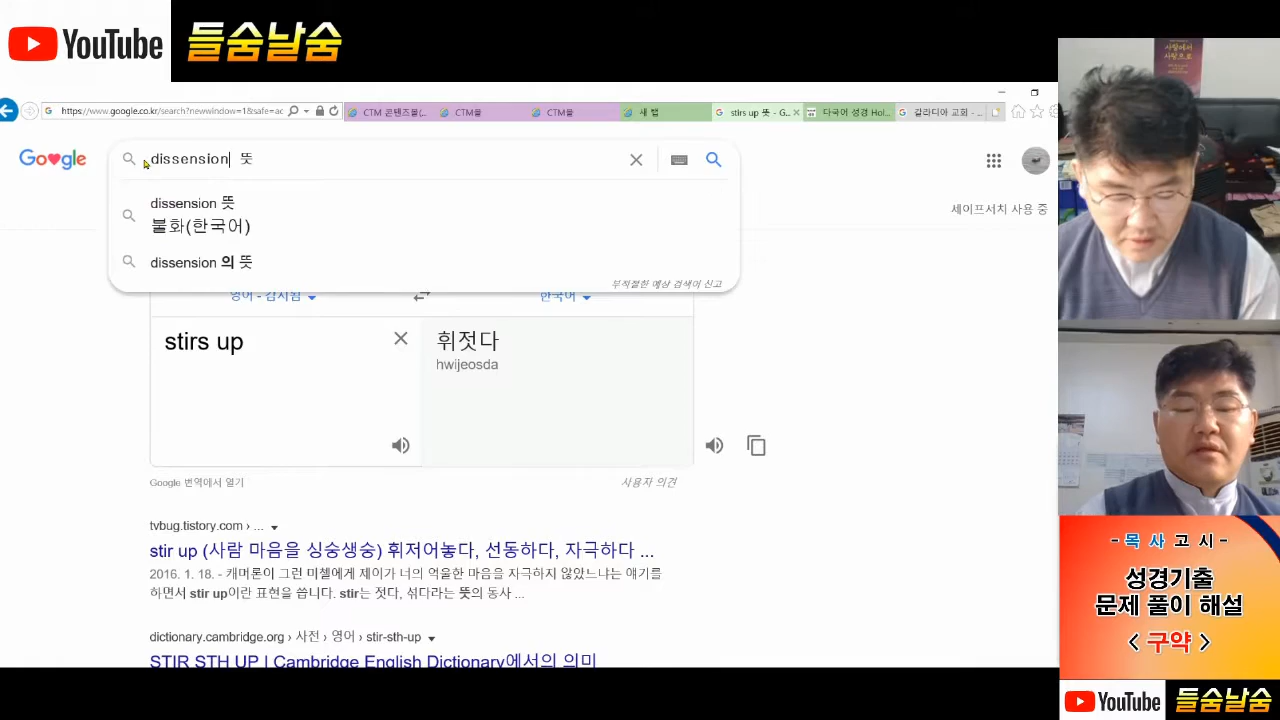 YouTube 들숨날숨
https://www.google.co.kr/search?newwindow=1&safe=ac
CTM 콘텐츠몰(...
CTM몰
CTM몰
새 탭
stirs up 뜻 - G...
다국어 성경 Hol...
갈라디아 교회 - ...
Google
dissension 뜻
dissension 뜻
불화(한국어)
dissension 의 뜻
부적절한 예상 검색어 신고
세이프서치 사용 중
영어 - 감지됨
한국어
stirs up
휘젓다
hwijeosda
Google 번역에서 열기
사용자 의견
tvbug.tistory.com › ...
stir up (사람 마음을 싱숭생숭) 휘저어놓다, 선동하다, 자극하다 ...
2016. 1. 18. - 캐머론이 그런 미첼에게 제이가 너의 억울한 마음을 자극하지 않았느냐는 얘기를
하면서 stir up이란 표현을 씁니다. stir는 젓다, 섞다라는 뜻의 동사 ...
dictionary.cambridge.org › 사전 › 영어 › stir-sth-up
STIR STH UP | Cambridge English Dictionary에서의 의미
사랑에서
사랑으로
- 목사고시 -
성경기출
문제 풀이 해설
< 구약 >
YouTube 들숨날숨